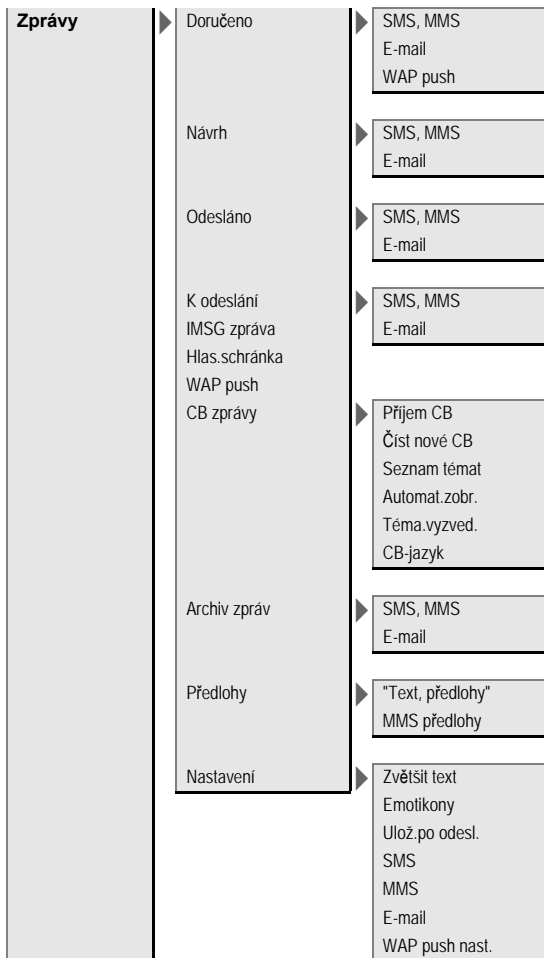 Zprávy
Doručeno
SMS, MMS
E-mail
WAP push
Návrh
SMS, MMS
E-mail
Odesláno
SMS, MMS
E-mail
K odeslání
SMS, MMS
IMSG zpráva
E-mail
Hlas.schránka
WAP push
CB zprávy
Příjem CB
Číst nové CB
Seznam témat
Automat.zobr.
Téma.vyzved.
CB-jazyk
Archiv zpráv
SMS, MMS
E-mail
Předlohy
"Text, předlohy"
MMS předlohy
Nastavení
Zvětšit text
Emotikony
Ulož.po odesl.
SMS
MMS
E-mail
WAP push nast.